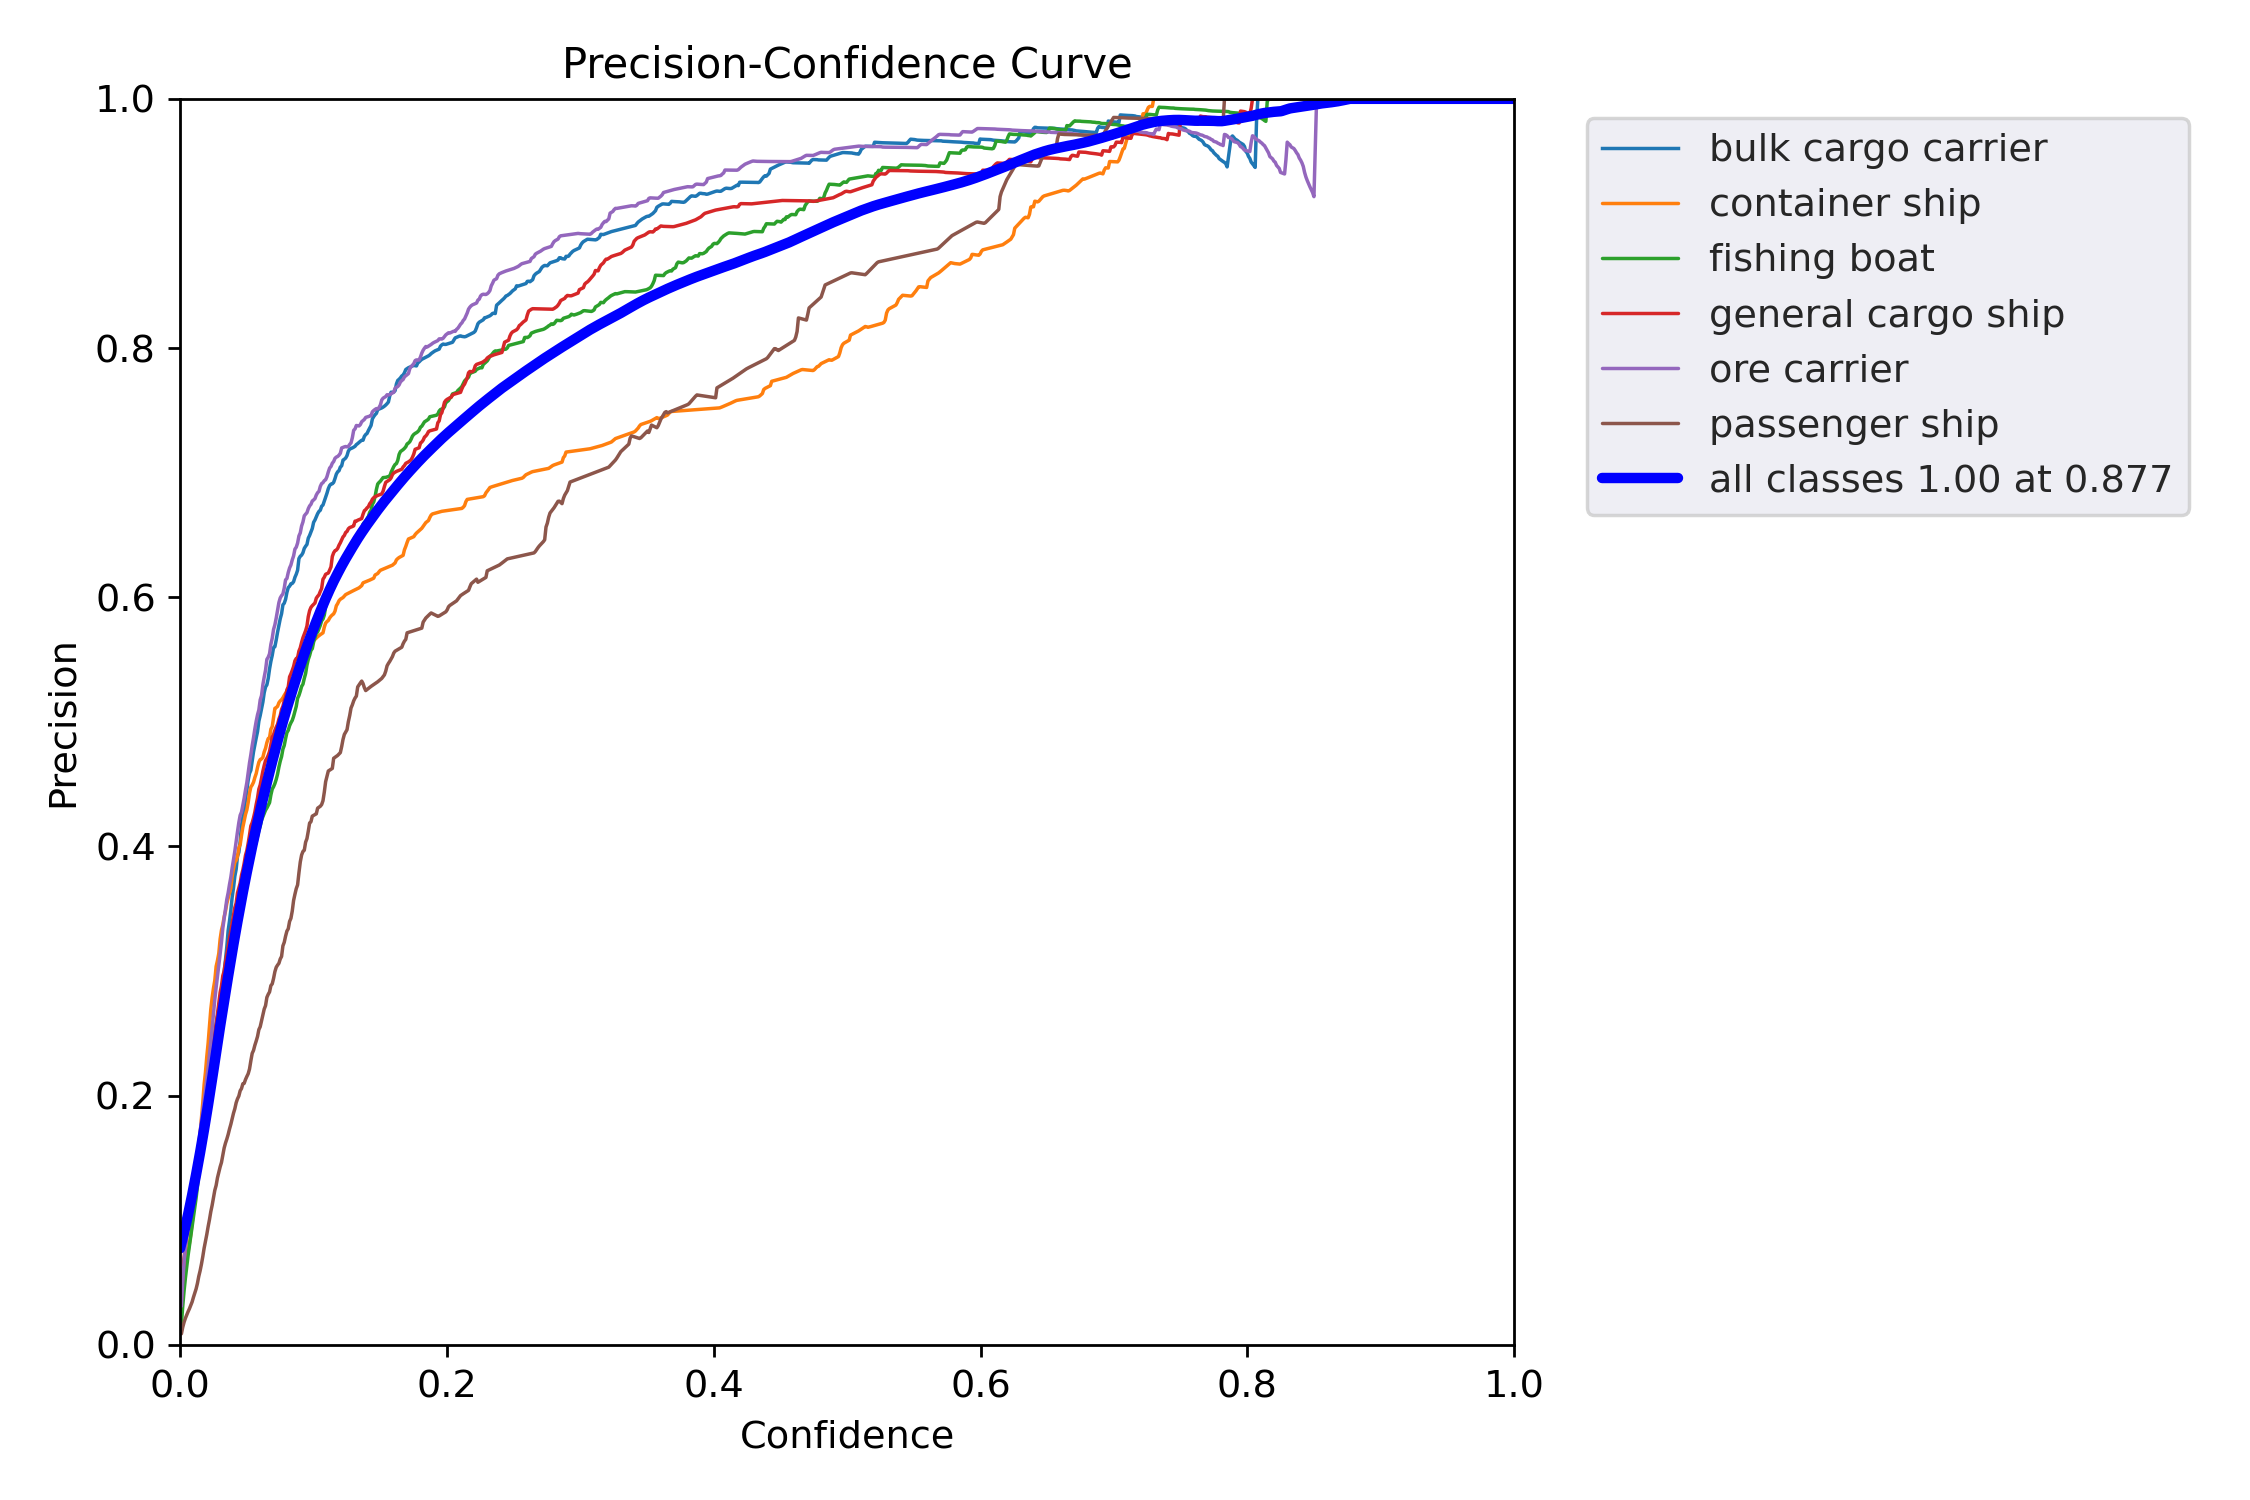 Precision-Confidence Curve
1.0
0.8
0.6
0.4
0.2
0.0
Precision
0.0 0.2 0.4 0.6 0.8 1.0
Confidence
bulk cargo carrier
container ship
fishing boat
general cargo ship
ore carrier
passenger ship
all classes 1.00 at 0.877